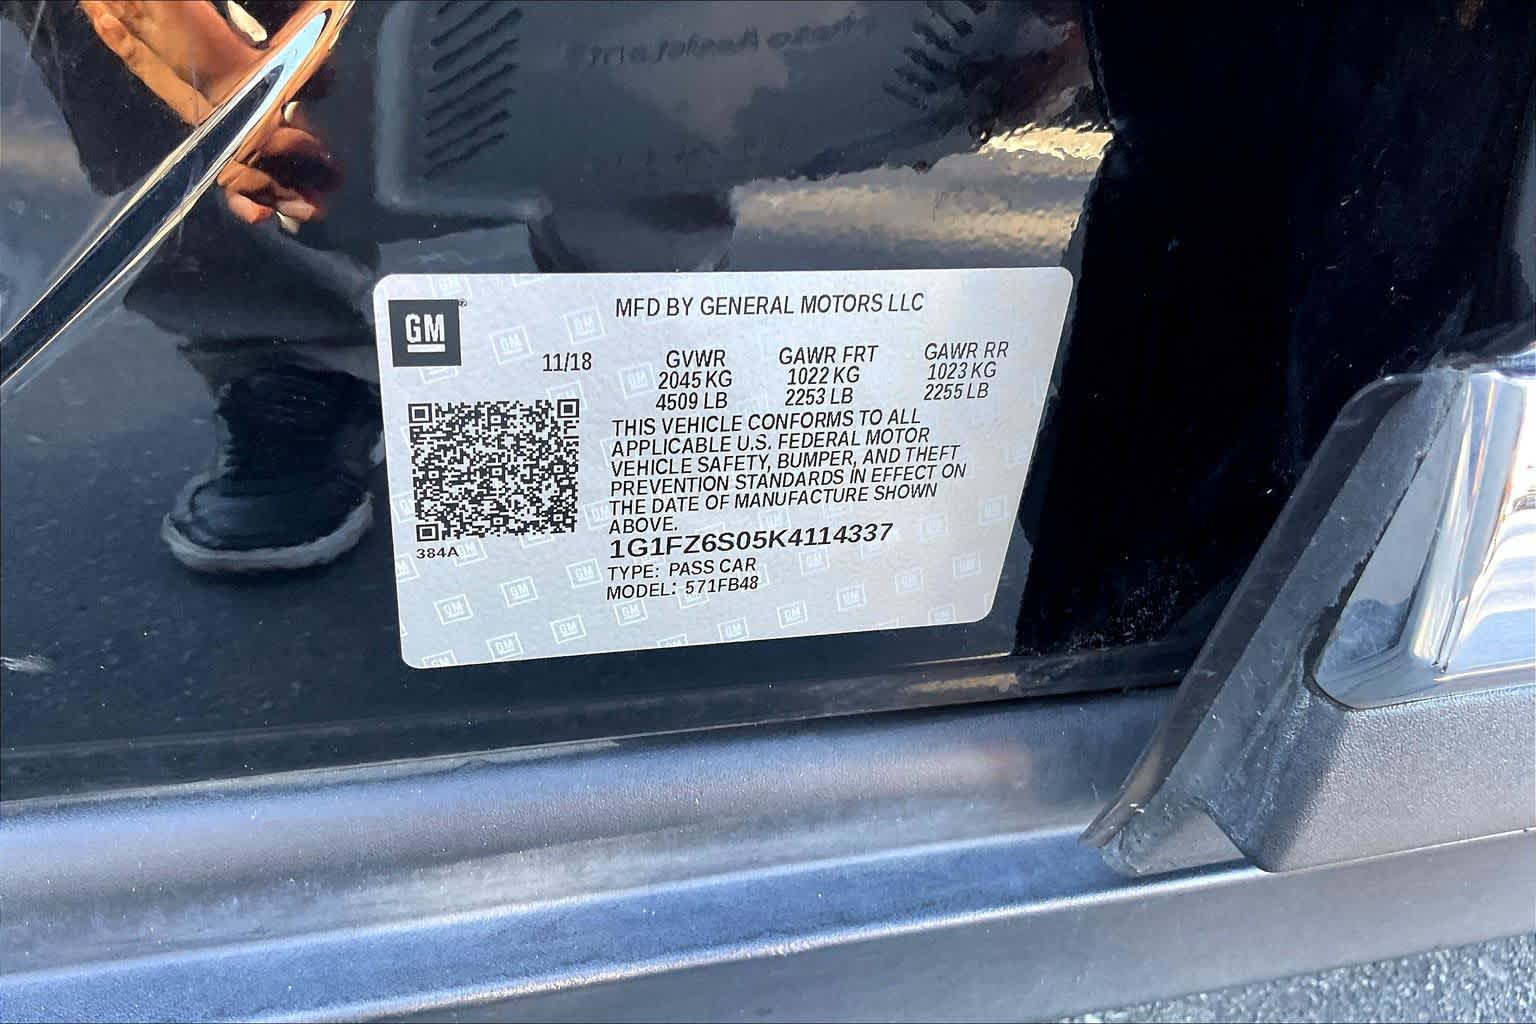 GM
MFD BY GENERAL MOTORS LLC
11/18 GVWR GAWR FRT GAWR RR
2045 KG 1022 KG 1023 KG
4509 LB 2253 LB 2255 LB
THIS VEHICLE CONFORMS TO ALL
APPLICABLE U.S. FEDERAL MOTOR
VEHICLE SAFETY, BUMPER, AND THEFT
PREVENTION STANDARDS IN EFFECT ON
THE DATE OF MANUFACTURE SHOWN
ABOVE.
384A
1G1FZ6S05K4114337
TYPE: PASS CAR
MODEL: 571FB48